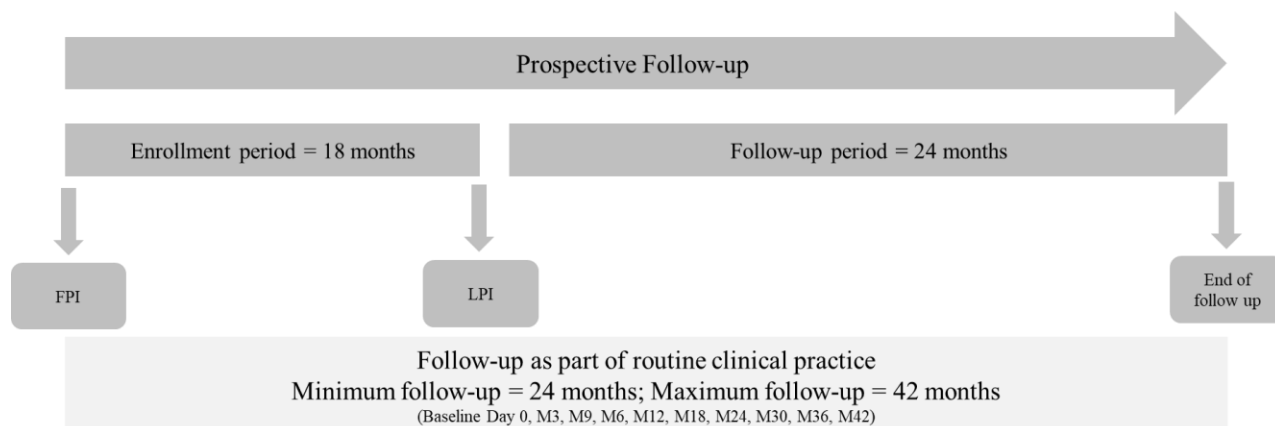 Prospective Follow-up
Enrollment period = 18 months
Follow-up period = 24 months
FPI
LPI
End of
follow up
Follow-up as part of routine clinical practice
Minimum follow-up = 24 months; Maximum follow-up = 42 months
(Baseline Day 0, M3, M9, M6, M12, M18, M24, M30, M36, M42)